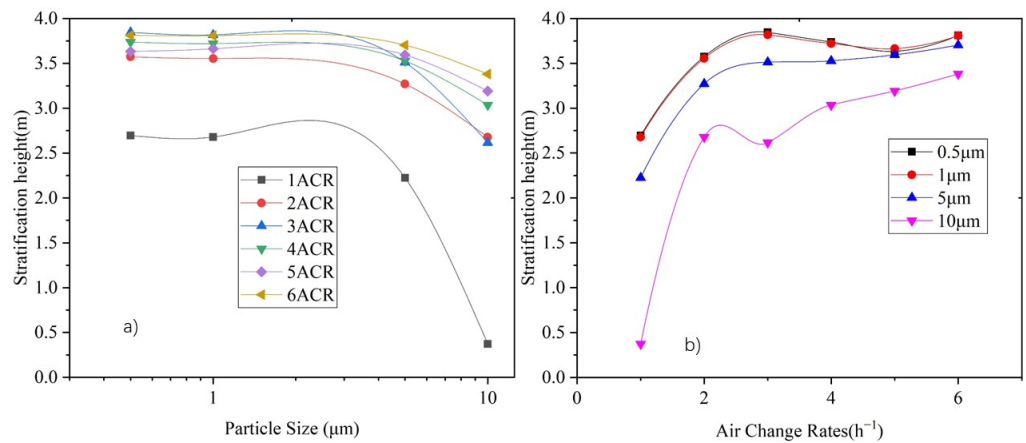 4.0
3.5
3.0
2.5
2.0
1.5
1.0
0.5
0.0
Stratification height(m)
1ACR
2ACR
3ACR
4ACR
5ACR
6ACR
a)
1
10
Particle Size (μm)
4.0
3.5
3.0
2.5
2.0
1.5
1.0
0.5
0.0
Stratification height(m)
0.5μm
1μm
5μm
10μm
b)
0
2
4
6
Air Change Rates(h⁻¹)